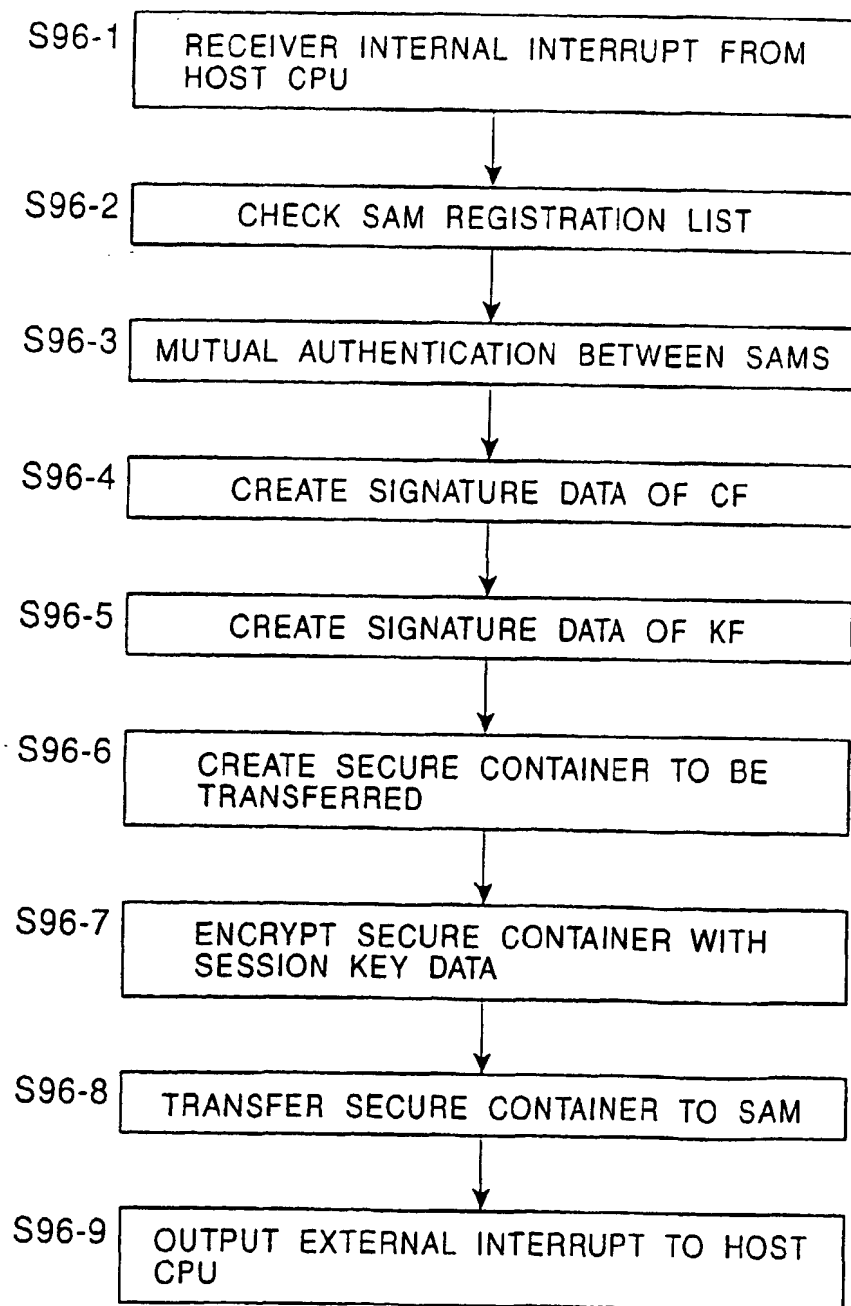 S96-1
RECEIVER INTERNAL INTERRUPT FROM
HOST CPU
S96-2
CHECK SAM REGISTRATION LIST
S96-3
MUTUAL AUTHENTICATION BETWEEN SAMS
S96-4
CREATE SIGNATURE DATA OF CF
S96-5
CREATE SIGNATURE DATA OF KF
S96-6
CREATE SECURE CONTAINER TO BE
TRANSFERRED
S96-7
ENCRYPT SECURE CONTAINER WITH
SESSION KEY DATA
S96-8
TRANSFER SECURE CONTAINER TO SAM
S96-9
OUTPUT EXTERNAL INTERRUPT TO HOST
CPU